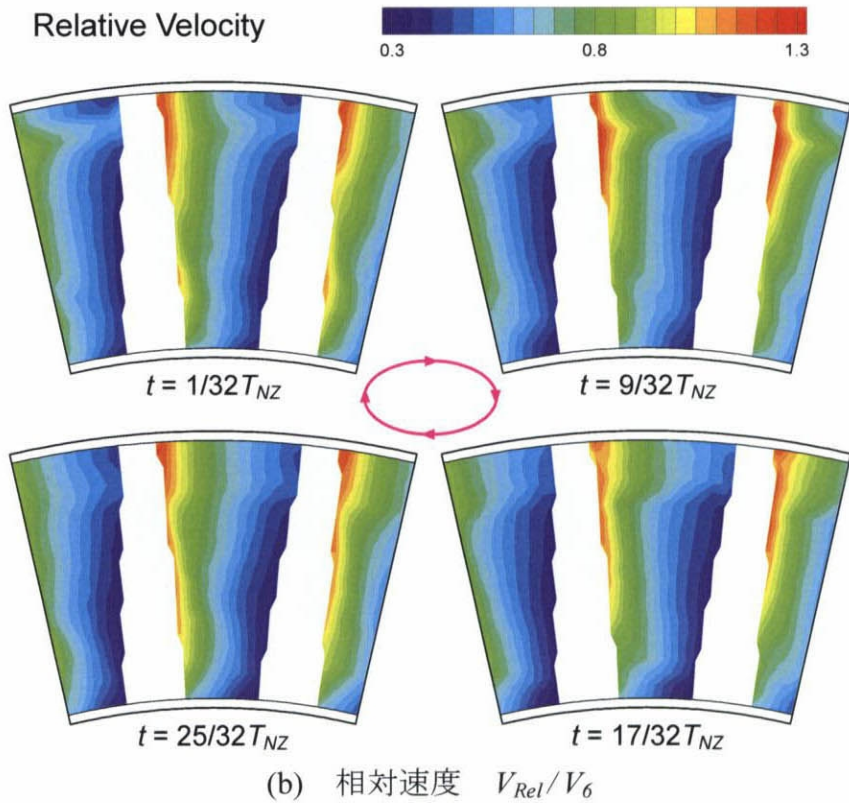 Relative Velocity
0.3 0.8 1.3
t = 1/32T_NZ t = 9/32T_NZ
t = 25/32T_NZ t = 17/32T_NZ
(b) 相対速度 V_Rel/V_6